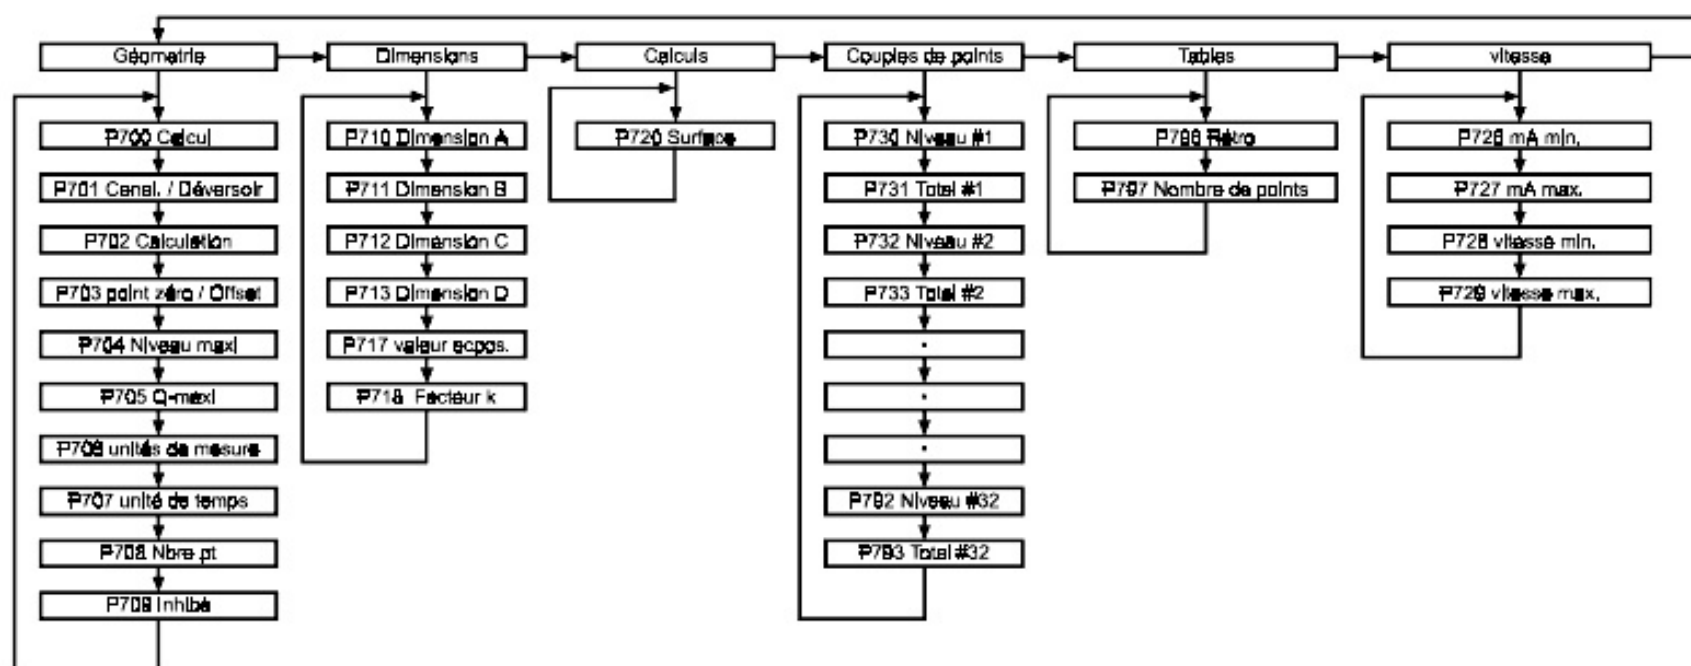 Géometrie
Dimensions
Calculs
Couples de points
Tables
vitesse
P700 Calcul
P701 Canal. / Déversoir
P702 Calculation
P703 point zéro / Offset
P704 Niveau maxi
P705 Q-maxi
P706 unités de mesure
P707 unité de temps
P708 Nbre pt
P709 Inhibé
P710 Dimension A
P711 Dimension B
P712 Dimension C
P713 Dimension D
P717 valeur expos.
P718 Facteur k
P720 Surface
P730 Niveau #1
P731 Total #1
P732 Niveau #2
P733 Total #2
.
.
.
P792 Niveau #32
P793 Total #32
P796 Rétro
P797 Nombre de points
P726 mA min.
P727 mA max.
P728 vitesse min.
P729 vitesse max.